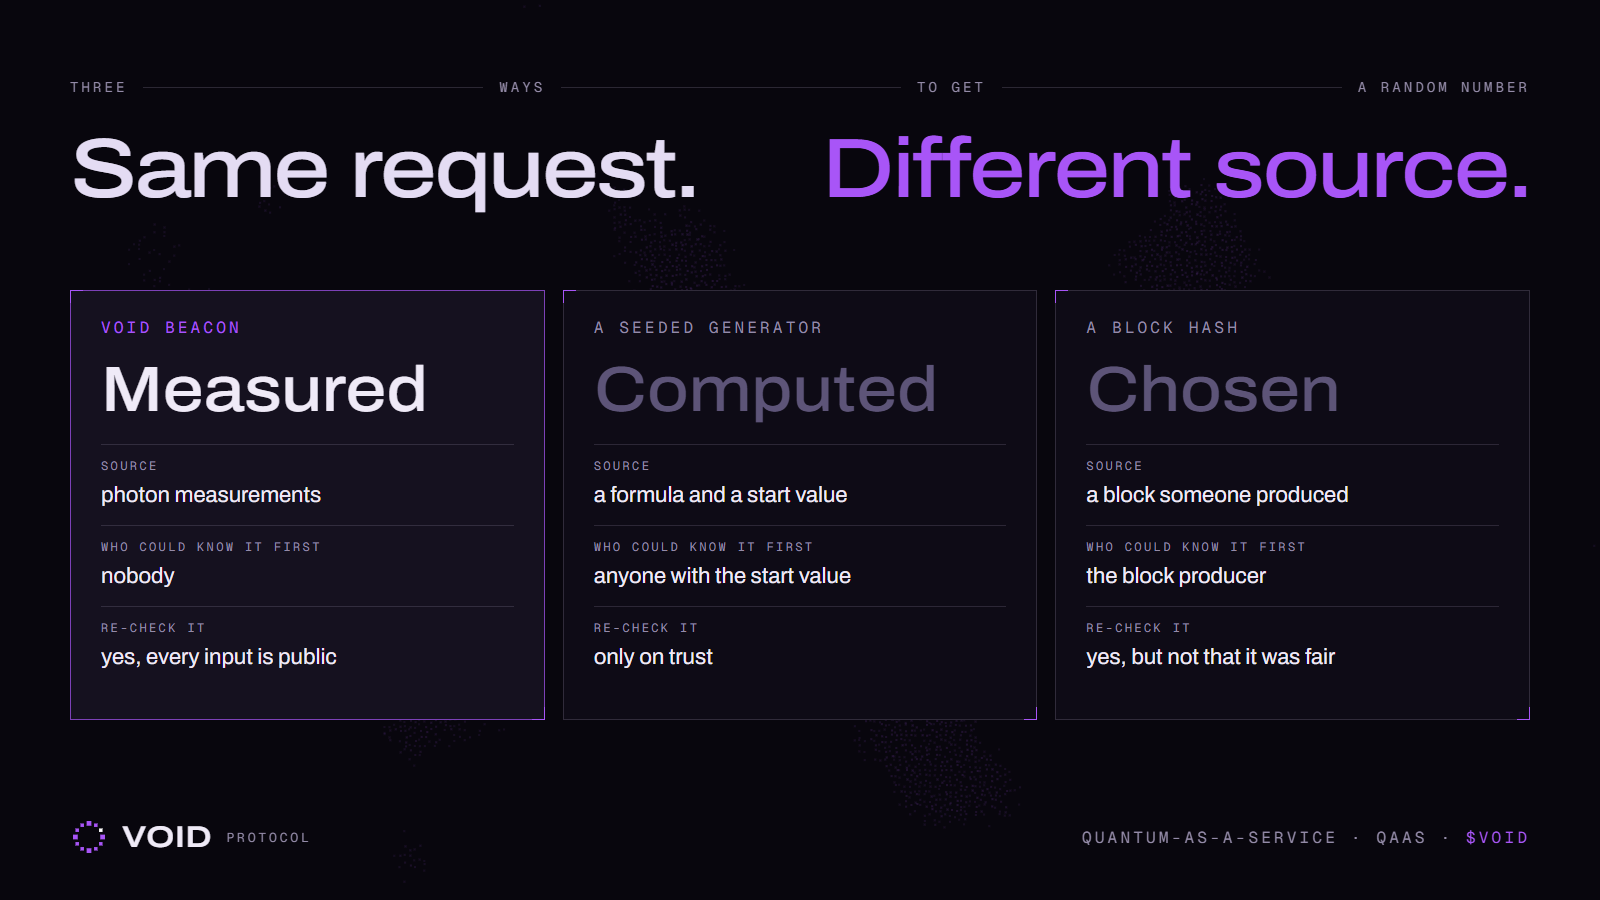 THREE WAYS TO GET A RANDOM NUMBER
Same request. Different source.
VOID BEACON
Measured
SOURCE
photon measurements
WHO COULD KNOW IT FIRST
nobody
RE-CHECK IT
yes, every input is public
A SEEDED GENERATOR
Computed
SOURCE
a formula and a start value
WHO COULD KNOW IT FIRST
anyone with the start value
RE-CHECK IT
only on trust
A BLOCK HASH
Chosen
SOURCE
a block someone produced
WHO COULD KNOW IT FIRST
the block producer
RE-CHECK IT
yes, but not that it was fair
VOID PROTOCOL
QUANTUM-AS-A-SERVICE · QAAS · $VOID